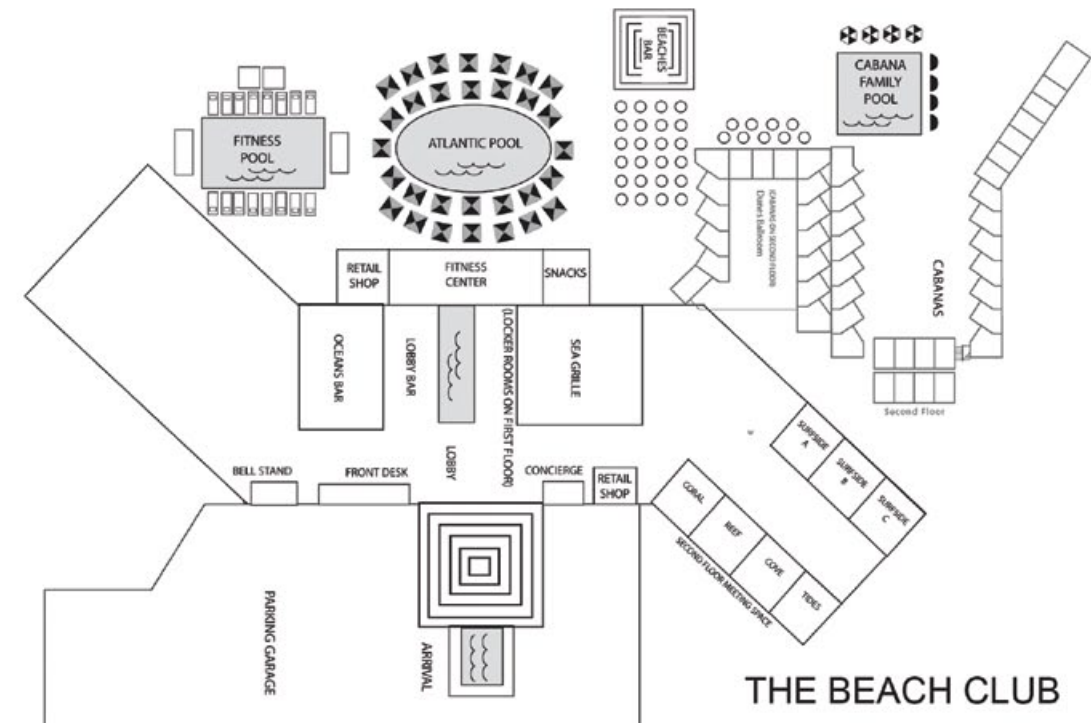 BEACHES
BAR
CABANA
FAMILY
POOL
FITNESS
POOL
ATLANTIC POOL
(CABANAS ON SECOND FLOOR)
Dunes Ballroom
CABANAS
RETAIL
SHOP
FITNESS
CENTER
SNACKS
OCEANS BAR
LOBBY BAR
(LOCKER ROOMS ON FIRST FLOOR)
SEA GRILLE
Second Floor
SURFSIDE
A
SURFSIDE
B
SURFSIDE
C
BELL STAND
FRONT DESK
LOBBY
CONCIERGE
RETAIL
SHOP
CORAL
REEF
COVE
TIDES
SECOND FLOOR MEETING SPACE
PARKING GARAGE
ARRIVAL
THE BEACH CLUB